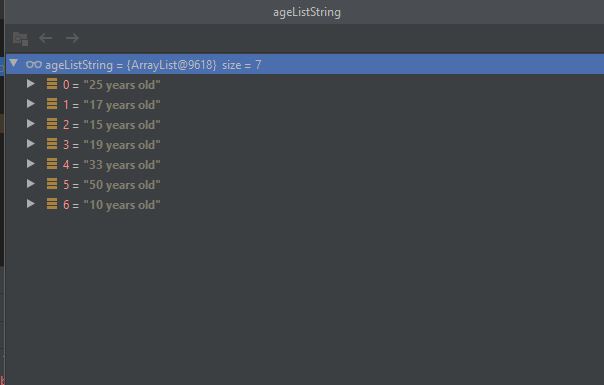 ageListString
ageListString = {ArrayList@9618} size = 7
0 = "25 years old"
1 = "17 years old"
2 = "15 years old"
3 = "19 years old"
4 = "33 years old"
5 = "50 years old"
6 = "10 years old"